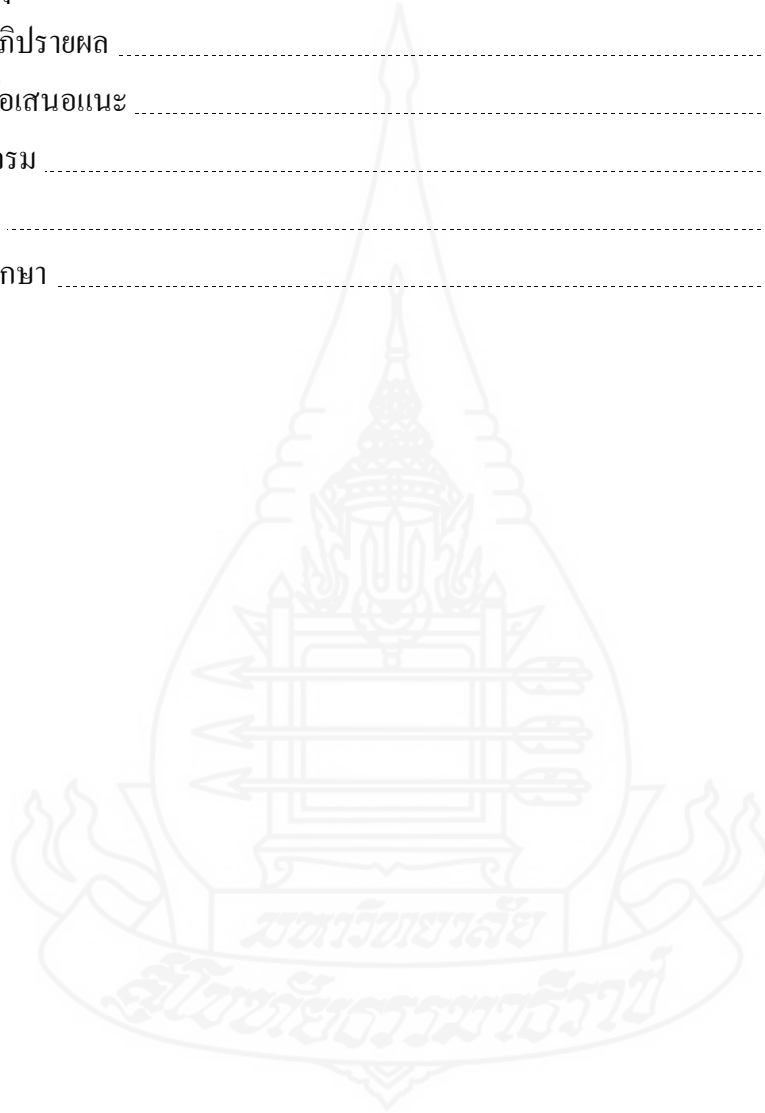 ภิปรายผล
อเสนอแนะ
กรม
กษา
มหาวิทยาลัย
สุโขทัยธรรมาธิราช